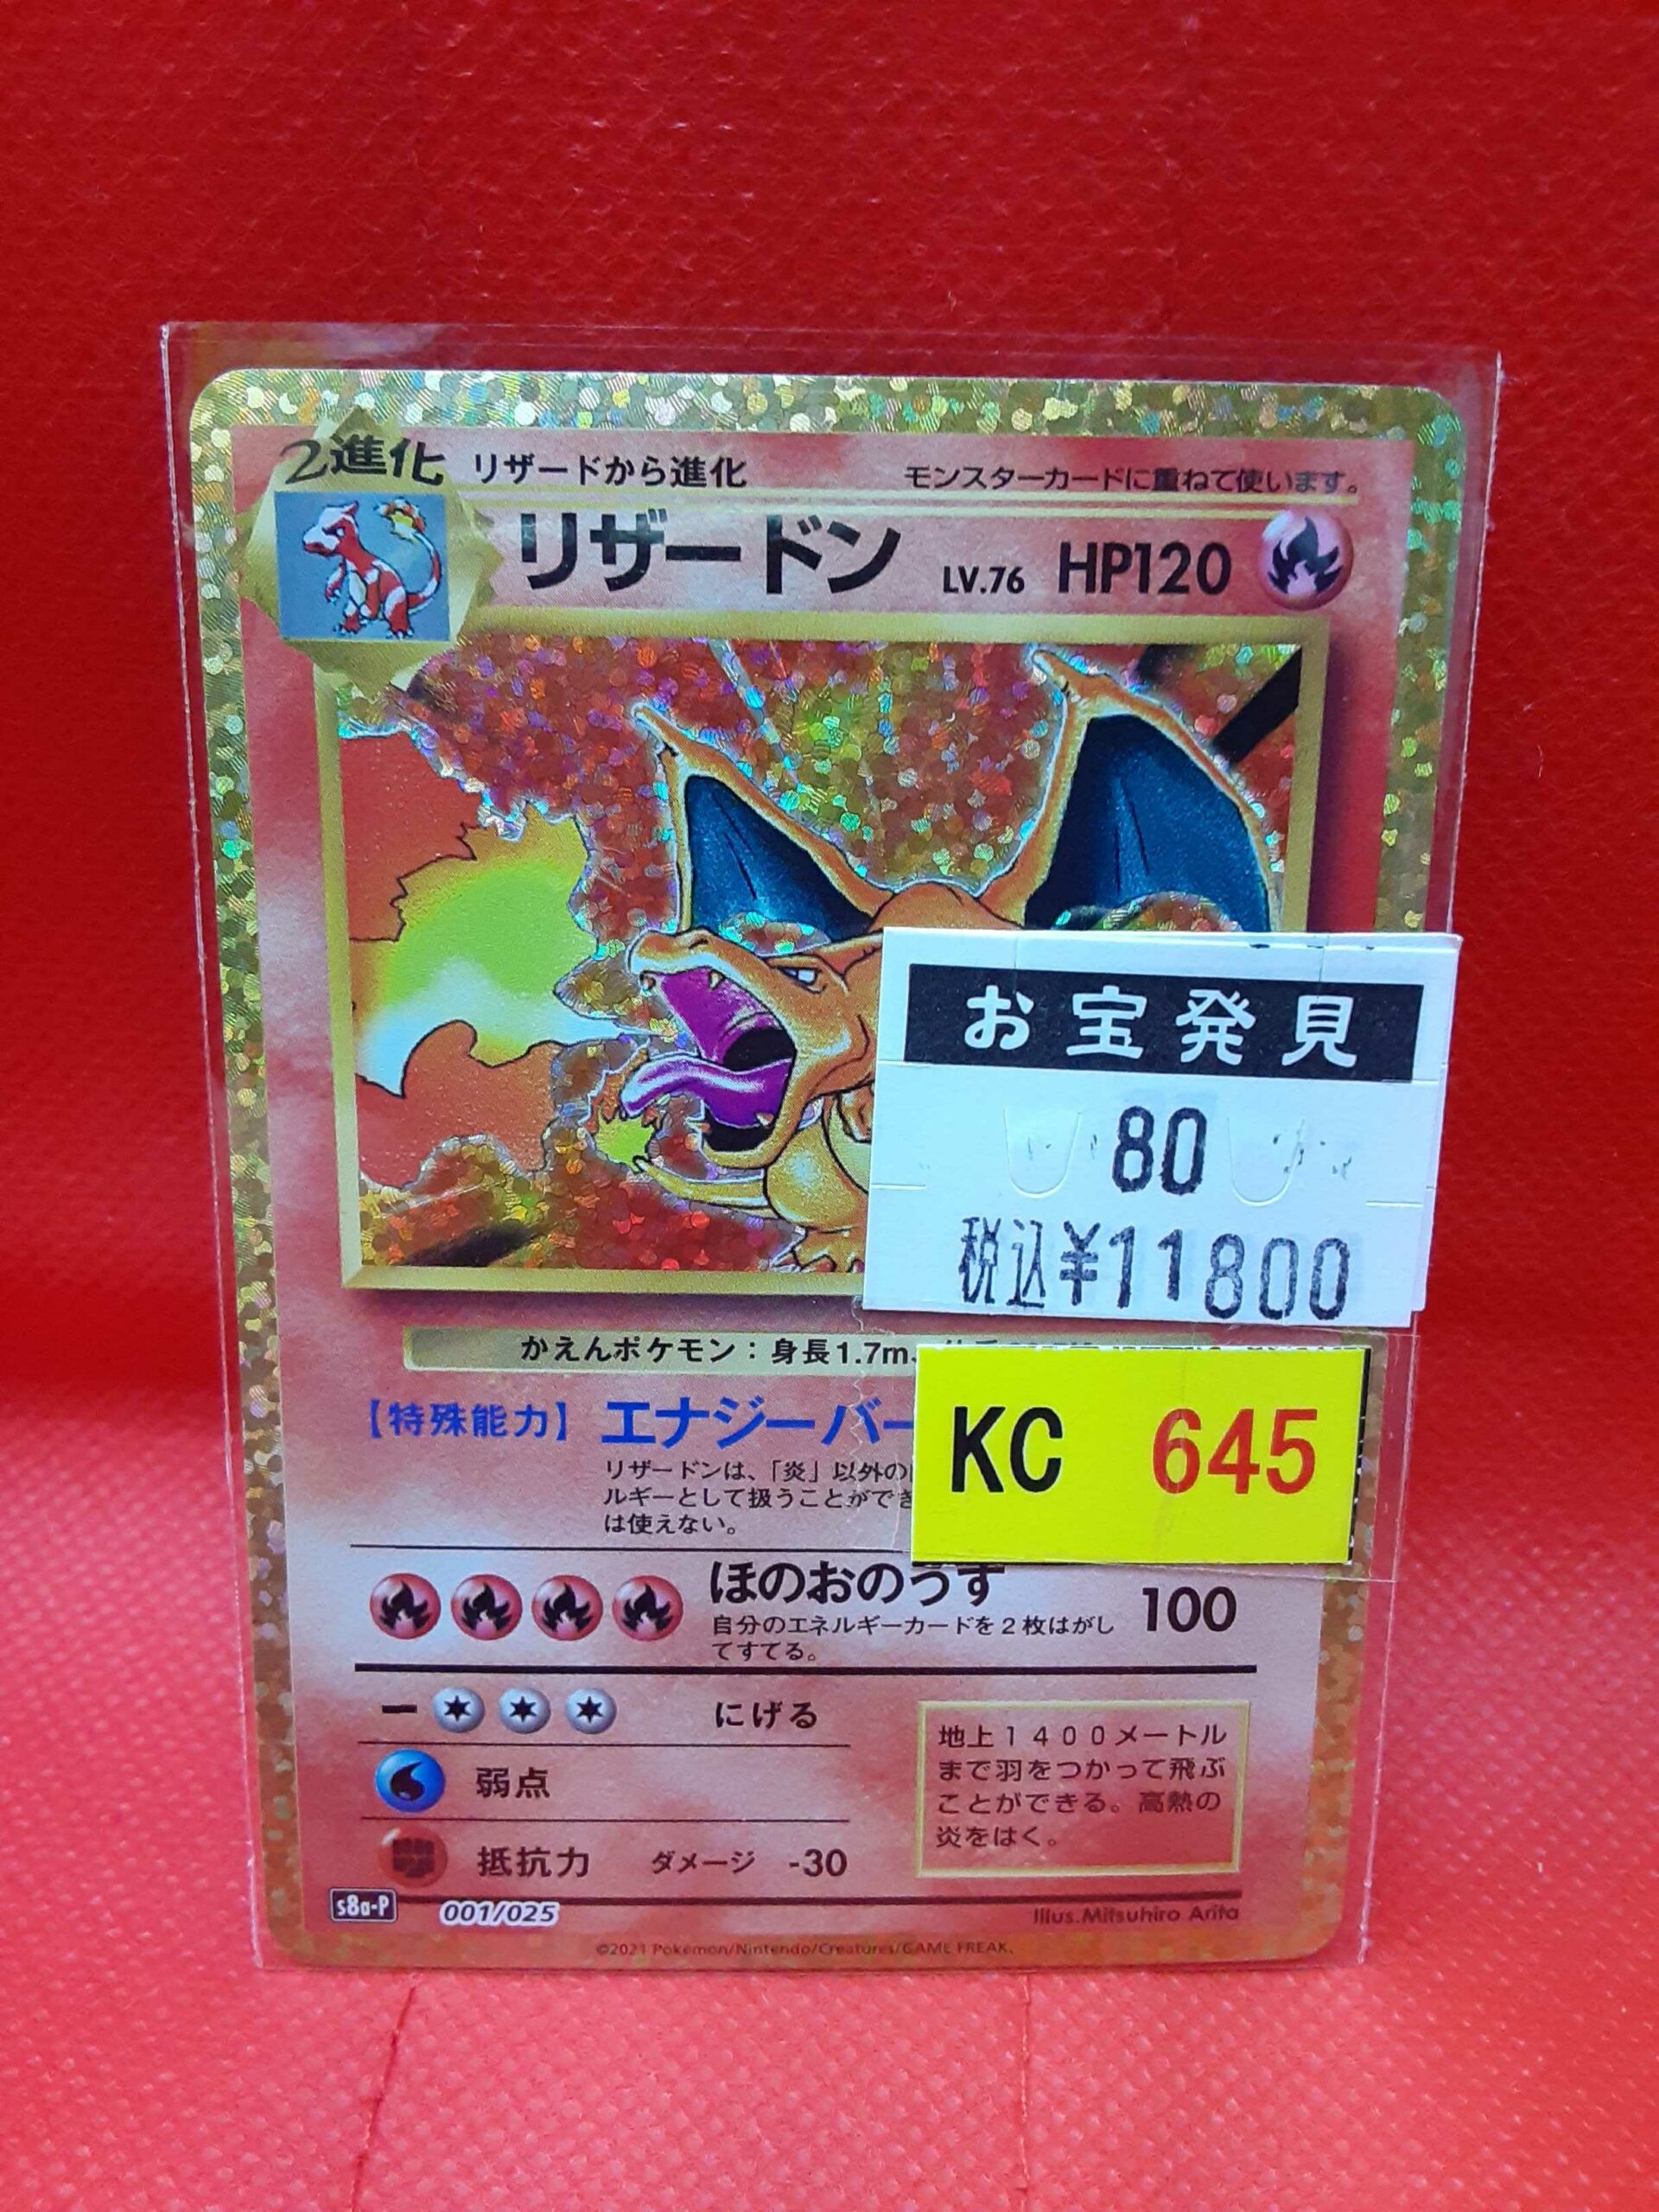 2進化 リザードから進化 モンスターカードに重ねて使います。
リザードン LV.76 HP120
お宝発見
80
税込¥11800
かえんポケモン：身長1.7m、
【特殊能力】 エナジーバー
KC 645
リザードンは、「炎」以外の
ルギーとして扱うことができ
は使えない。
ほのおのうず 100
自分のエネルギーカードを2枚はがし
てすてる。
にげる
弱点
抵抗力 ダメージ -30
地上1400メートル
まで羽をつかって飛ぶ
ことができる。高熱の
炎をはく。
s8a-P 001/025 Illus.Mitsuhiro Arita
©2021 Pokémon/Nintendo/Creatures/GAME FREAK.